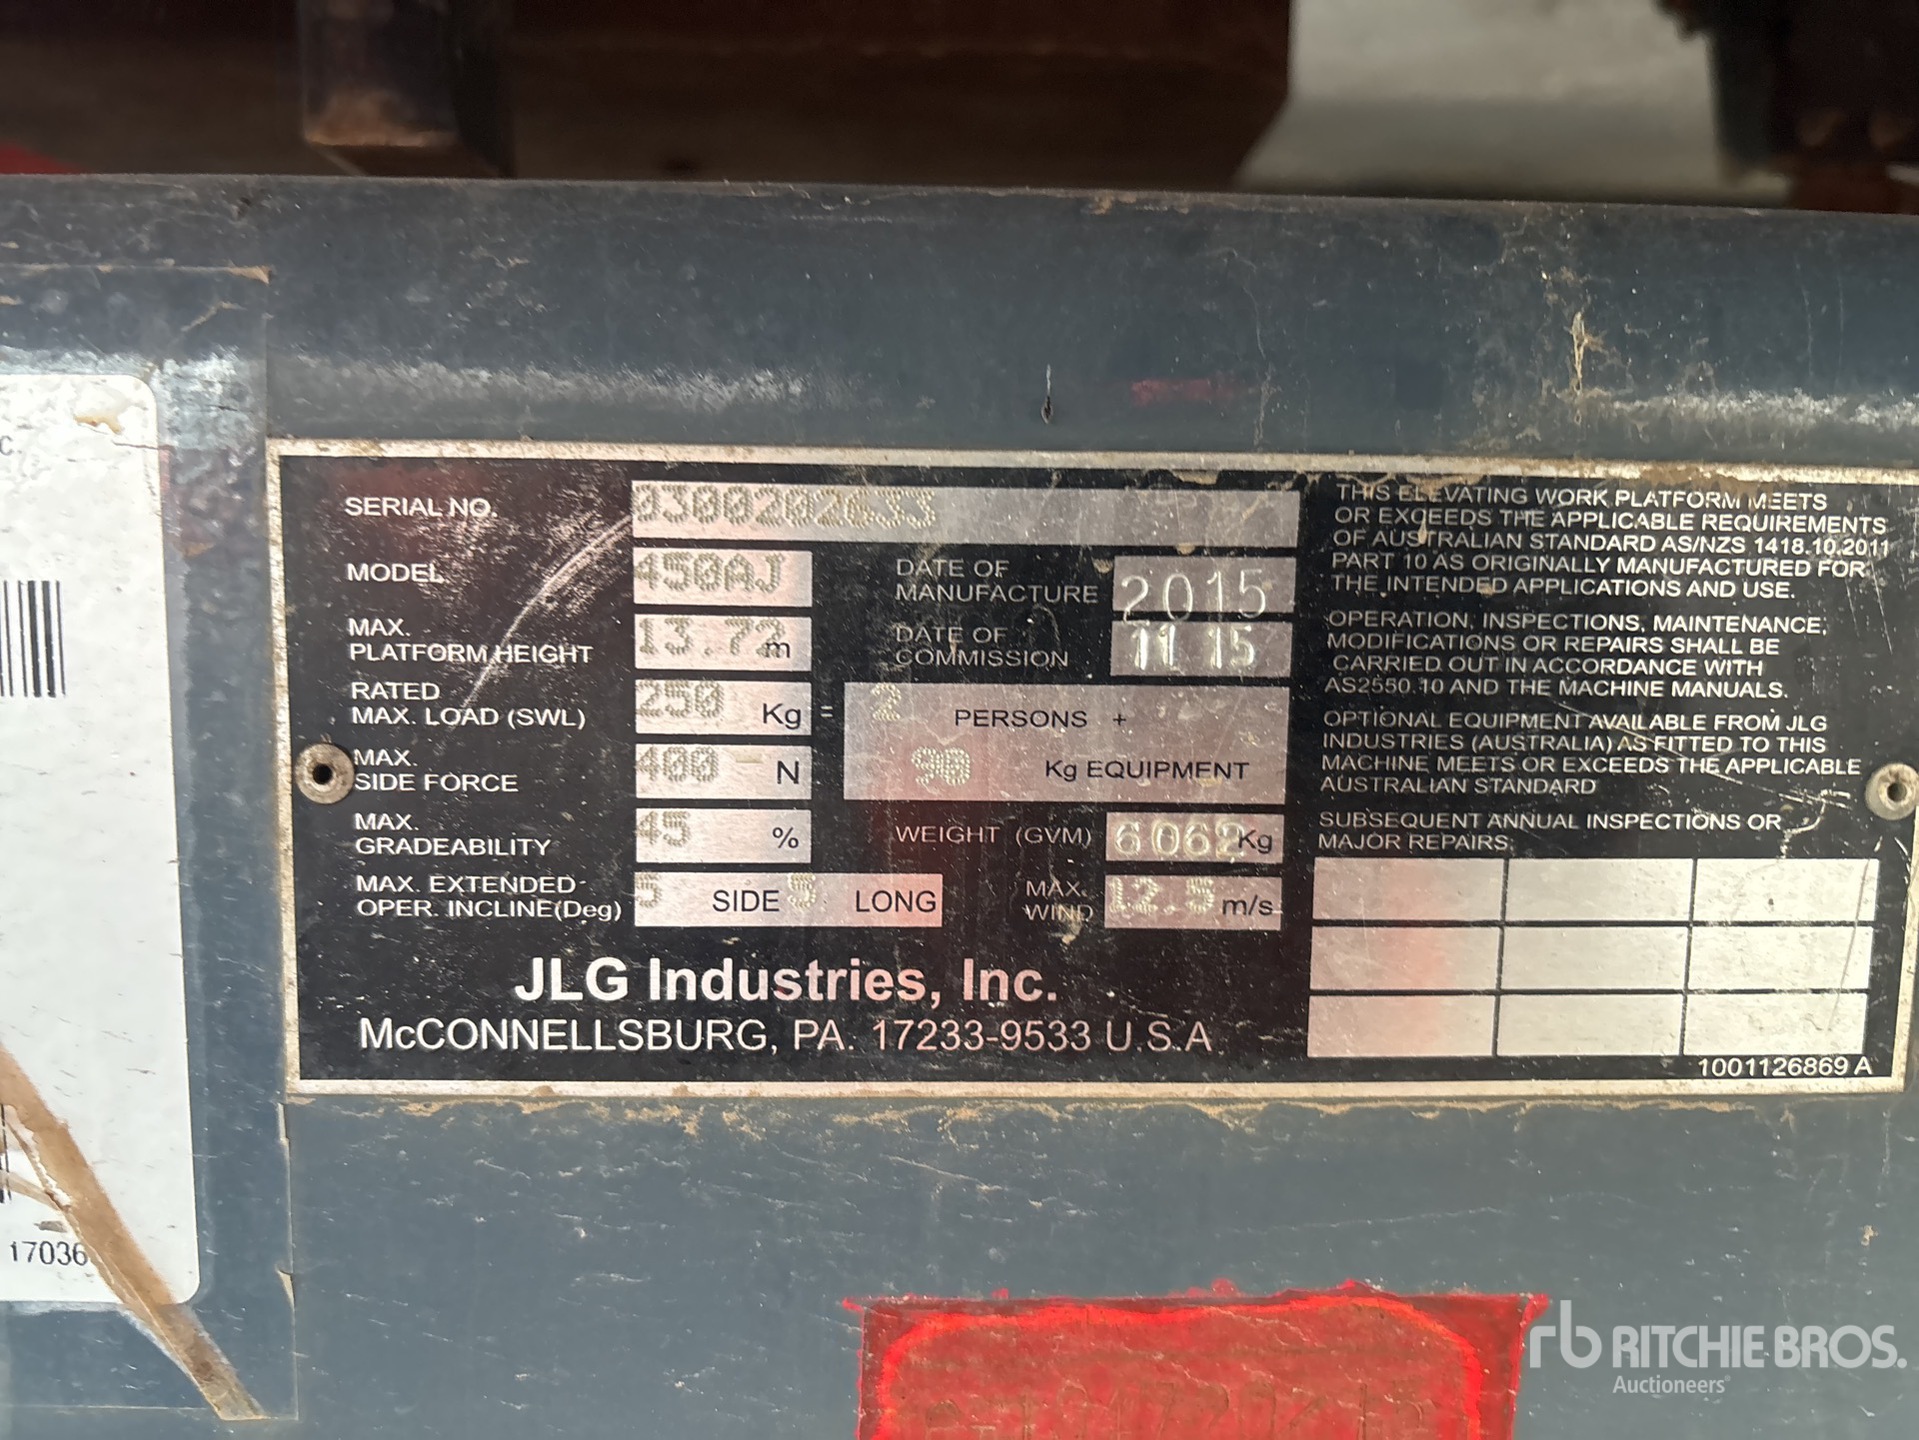 C.
17036
SERIAL NO. 0300202633
MODEL 450AJ
DATE OF
MANUFACTURE 2015
MAX.
PLATFORM HEIGHT 13.72 m
DATE OF
COMMISSION 11 15
RATED
MAX. LOAD (SWL) 250 Kg = 2 PERSONS +
90 Kg EQUIPMENT
MAX.
SIDE FORCE 400 N
MAX.
GRADEABILITY 45 %
WEIGHT (GVM) 6062 Kg
MAX. EXTENDED
OPER. INCLINE(Deg) 5 SIDE 5 LONG
MAX.
WIND 12.5 m/s
JLG Industries, Inc.
McCONNELLSBURG, PA. 17233-9533 U.S.A
THIS ELEVATING WORK PLATFORM MEETS
OR EXCEEDS THE APPLICABLE REQUIREMENTS
OF AUSTRALIAN STANDARD AS/NZS 1418.10.2011
PART 10 AS ORIGINALLY MANUFACTURED FOR
THE INTENDED APPLICATIONS AND USE.
OPERATION, INSPECTIONS, MAINTENANCE,
MODIFICATIONS OR REPAIRS SHALL BE
CARRIED OUT IN ACCORDANCE WITH
AS2550.10 AND THE MACHINE MANUALS.
OPTIONAL EQUIPMENT AVAILABLE FROM JLG
INDUSTRIES (AUSTRALIA) AS FITTED TO THIS
MACHINE MEETS OR EXCEEDS THE APPLICABLE
AUSTRALIAN STANDARD
SUBSEQUENT ANNUAL INSPECTIONS OR
MAJOR REPAIRS:
1001126869 A
rb RITCHIE BROS.
Auctioneers